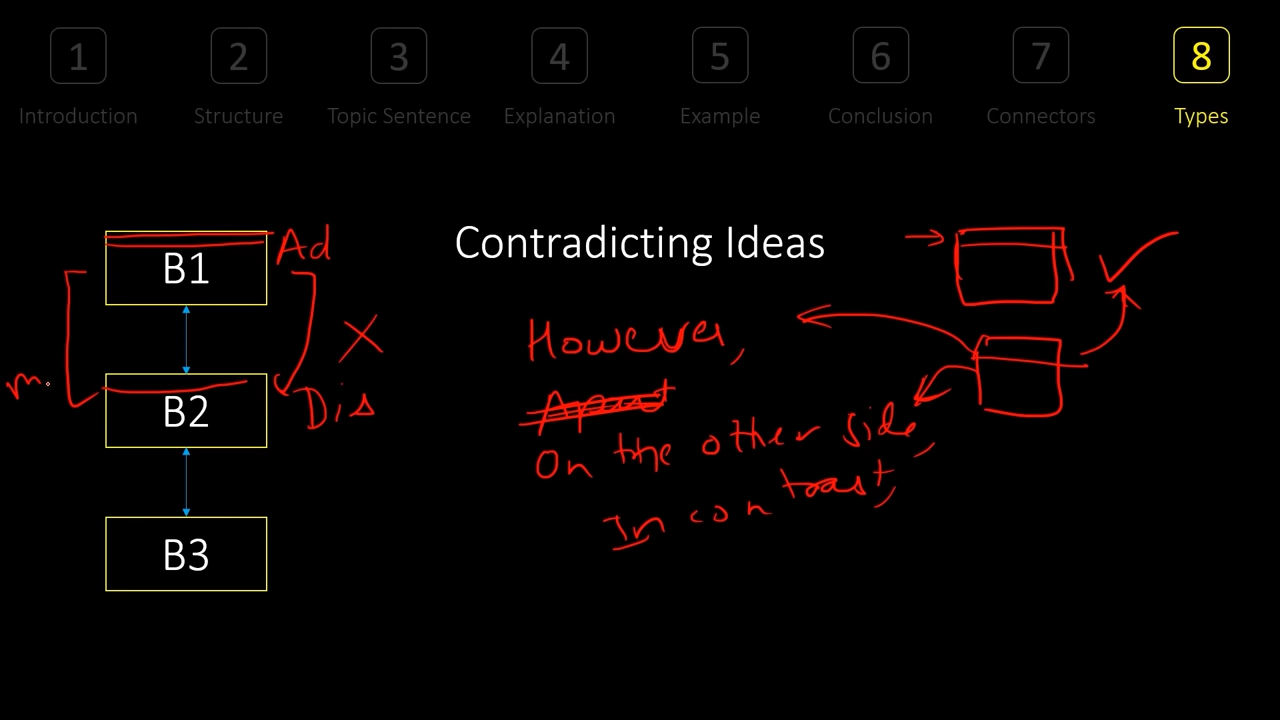 1 2 3 4 5 6 7 8
Introduction Structure Topic Sentence Explanation Example Conclusion Connectors Types
Contradicting Ideas
B1 Ad
However,
X
m.
B2 Dis
Apart
On the other side,
In contrast,
B3